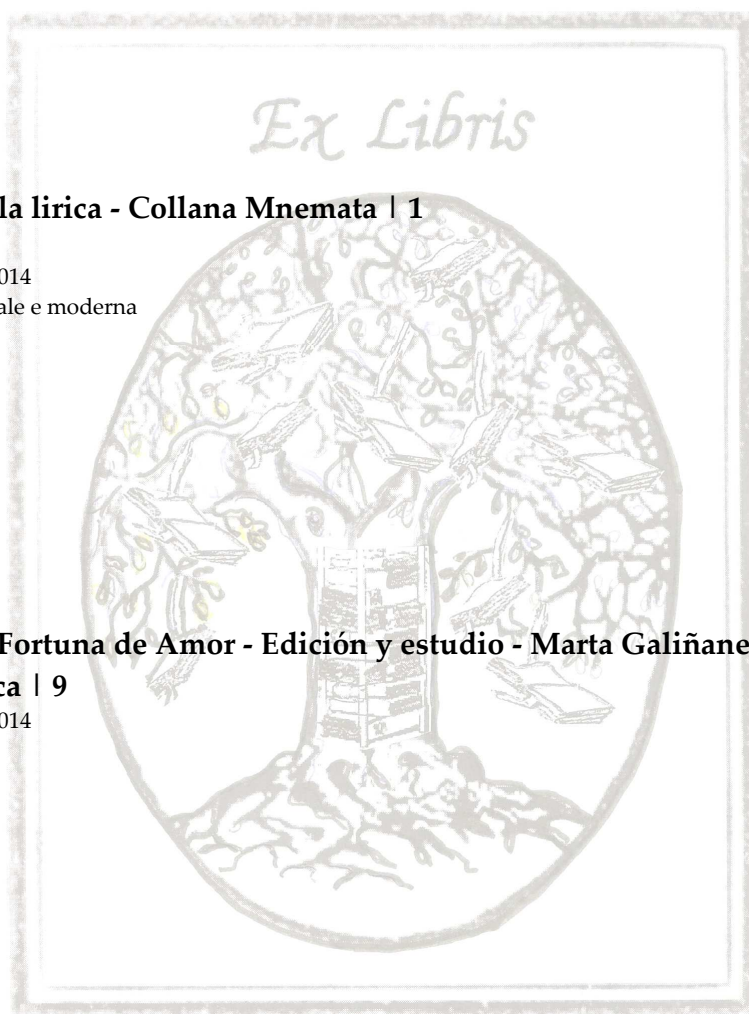 Ex Libris
la lirica - Collana Mnemata | 1
014
ale e moderna
Fortuna de Amor - Edición y estudio - Marta Galiñane
ca | 9
014